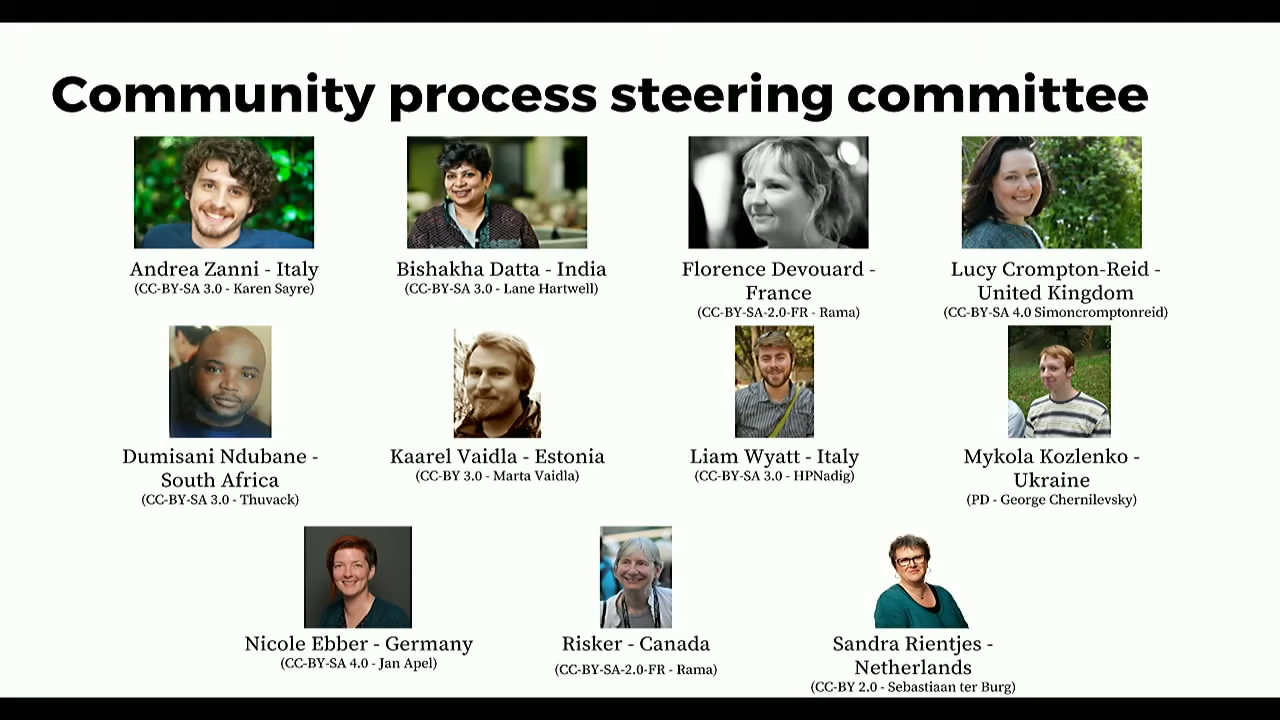 Community process steering committee
Andrea Zanni - Italy
(CC-BY-SA 3.0 - Karen Sayre)
Bishakha Datta - India
(CC-BY-SA 3.0 - Lane Hartwell)
Florence Devouard -
France
(CC-BY-SA-2.0-FR - Rama)
Lucy Crompton-Reid -
United Kingdom
(CC-BY-SA 4.0 Simoncromptonreid)
Dumisani Ndubane -
South Africa
(CC-BY-SA 3.0 - Thuvack)
Kaarel Vaidla - Estonia
(CC-BY 3.0 - Marta Vaidla)
Liam Wyatt - Italy
(CC-BY-SA 3.0 - HPNadig)
Mykola Kozlenko -
Ukraine
(PD - George Chernilevsky)
Nicole Ebber - Germany
(CC-BY-SA 4.0 - Jan Apel)
Risker - Canada
(CC-BY-SA-2.0-FR - Rama)
Sandra Rientjes -
Netherlands
(CC-BY 2.0 - Sebastiaan ter Burg)